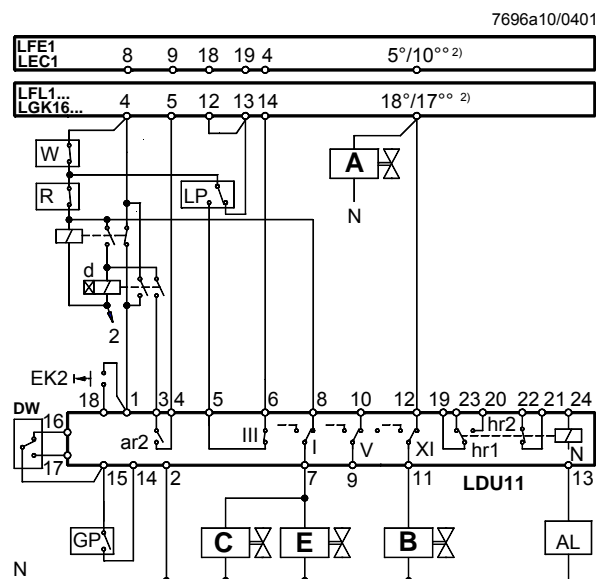 7696a10/0401
LFE1
LEC1
8 9 18 19 4 5°/10°° 2)
LFL1...
LGK16...
4 5 12 13 14 18°/17°° 2)
W
A
R
LP
N
d
2
EK2
DW
18 1 3 4 5 6 8 10 12 19 23 20 22 21 24
16
ar2 III I V XI hr1 hr2 N
17
15 14 2 7 9 11 LDU11 13
GP C E B AL
N